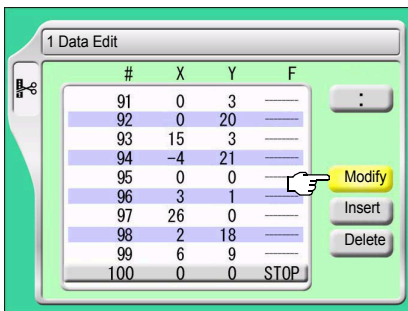 1 Data Edit
# X Y F
91 0 3 -------
92 0 20 -------
93 15 3 -------
94 -4 21 -------
95 0 0 -------
96 3 1 -------
97 26 0 -------
98 2 18 -------
99 6 9 -------
100 0 0 STOP
:
Modify
Insert
Delete